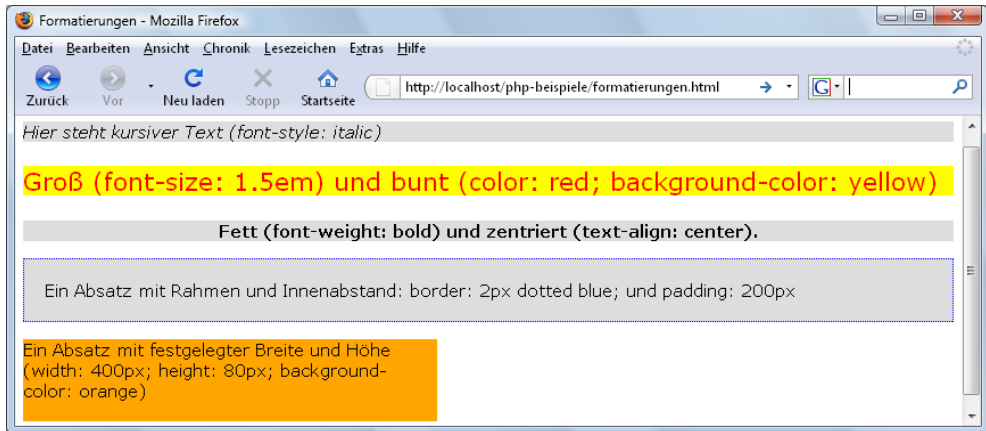 Formatierungen - Mozilla Firefox
Datei Bearbeiten Ansicht Chronik Lesezeichen Extras Hilfe
Zurück Vor Neu laden Stopp Startseite http://localhost/php-beispiele/formatierungen.html G
Hier steht kursiver Text (font-style: italic)
Groß (font-size: 1.5em) und bunt (color: red; background-color: yellow)
Fett (font-weight: bold) und zentriert (text-align: center).
Ein Absatz mit Rahmen und Innenabstand: border: 2px dotted blue; und padding: 200px
Ein Absatz mit festgelegter Breite und Höhe
(width: 400px; height: 80px; background-
color: orange)